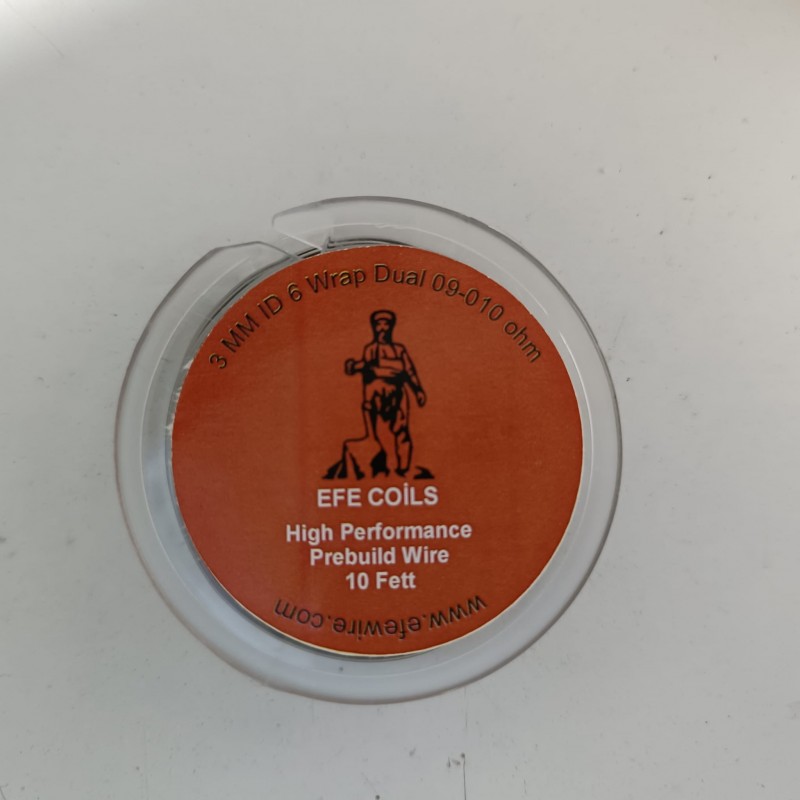 3 MM ID 6 Wrap Dual 09-010 ohm
EFE COİLS
High Performance
Prebuild Wire
10 Fett
www.efewire.com